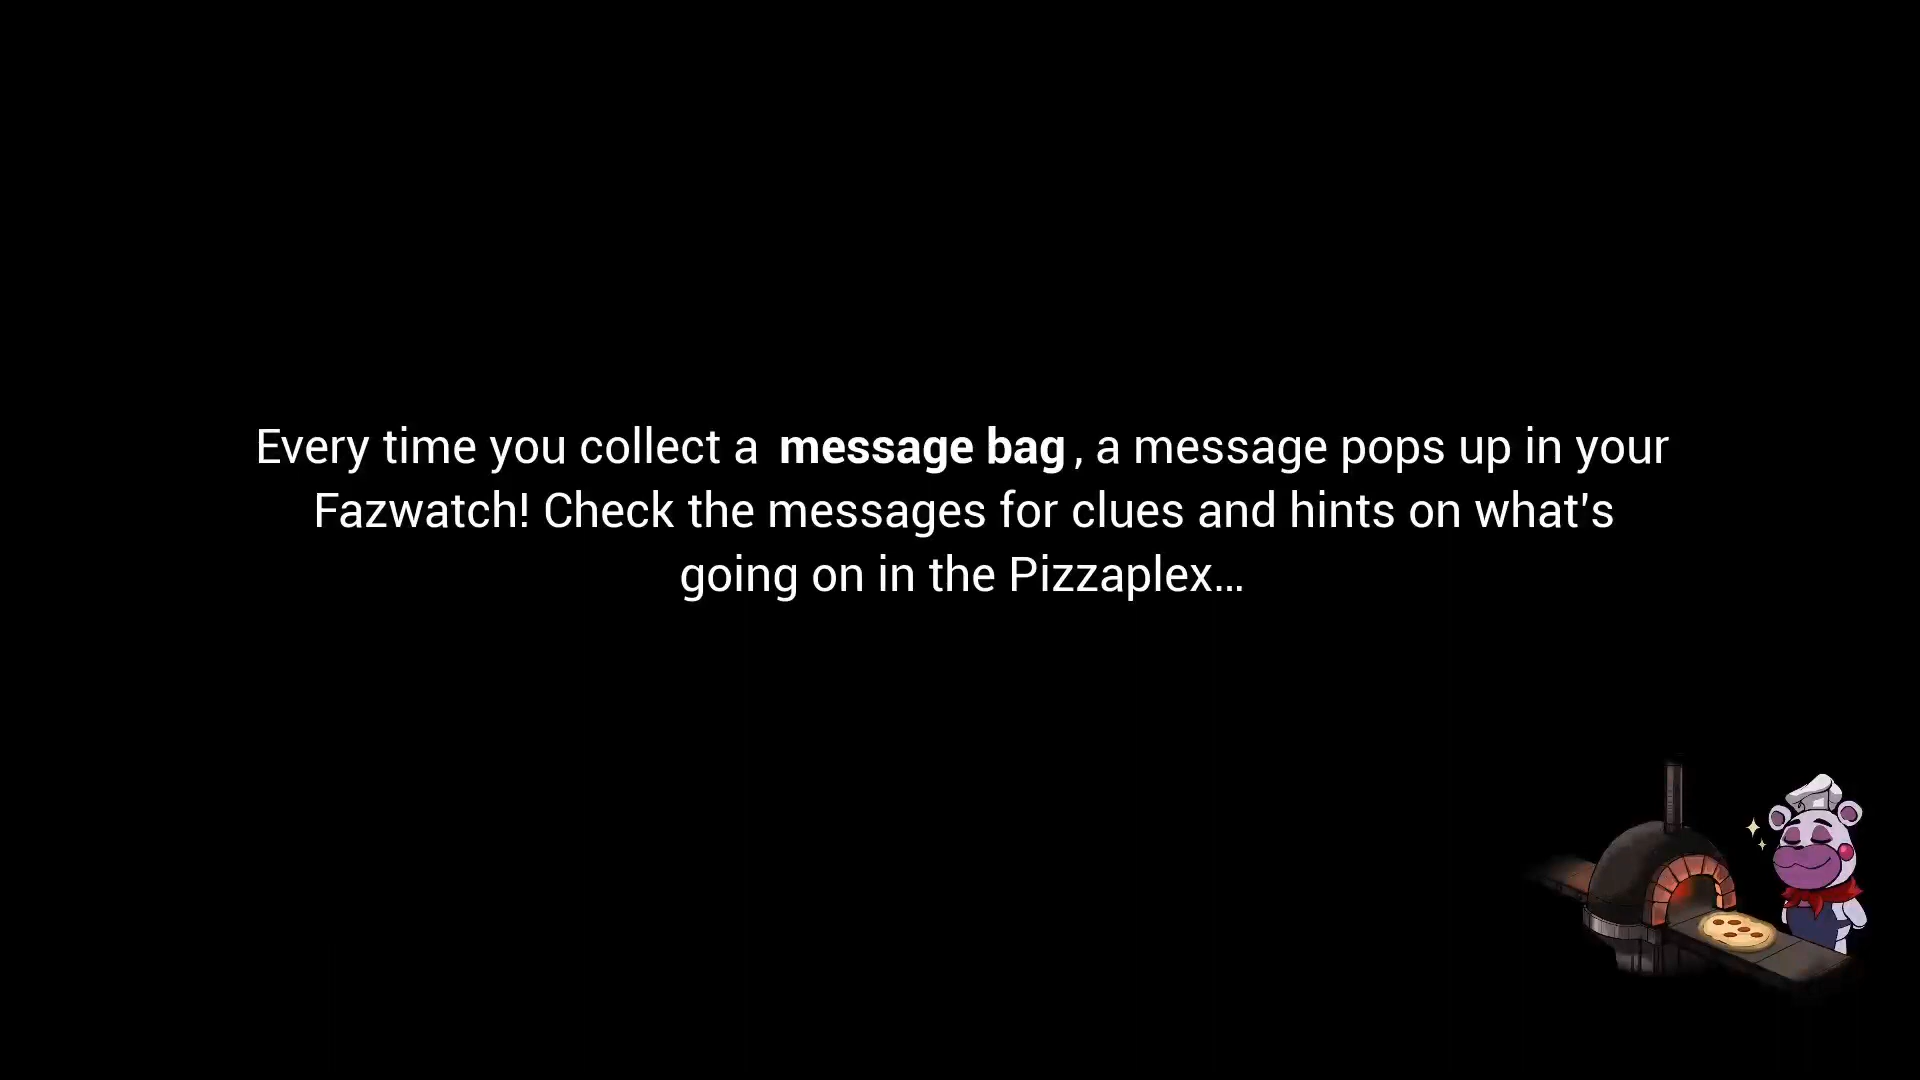 Every time you collect a message bag, a message pops up in your
Fazwatch! Check the messages for clues and hints on what's
going on in the Pizzaplex...